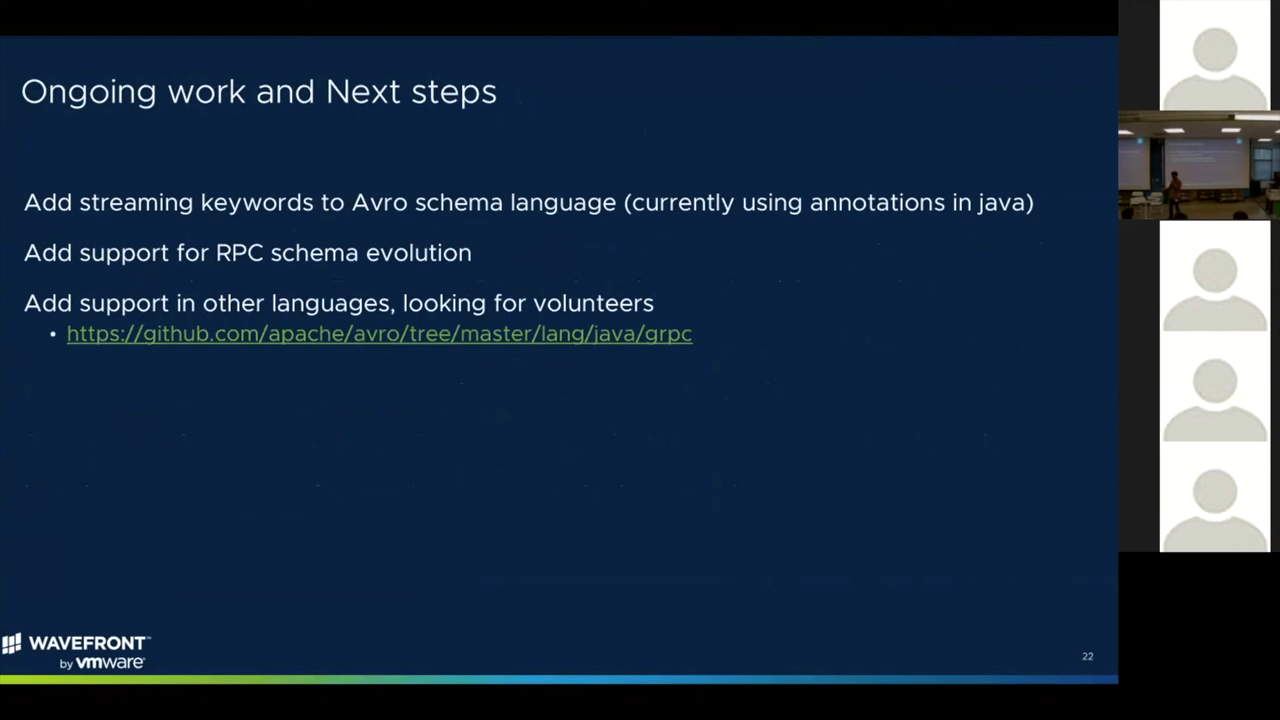 Ongoing work and Next steps
Add streaming keywords to Avro schema language (currently using annotations in java)
Add support for RPC schema evolution
Add support in other languages, looking for volunteers
• https://github.com/apache/avro/tree/master/lang/java/grpc
WAVEFRONT™
by vmware®
22